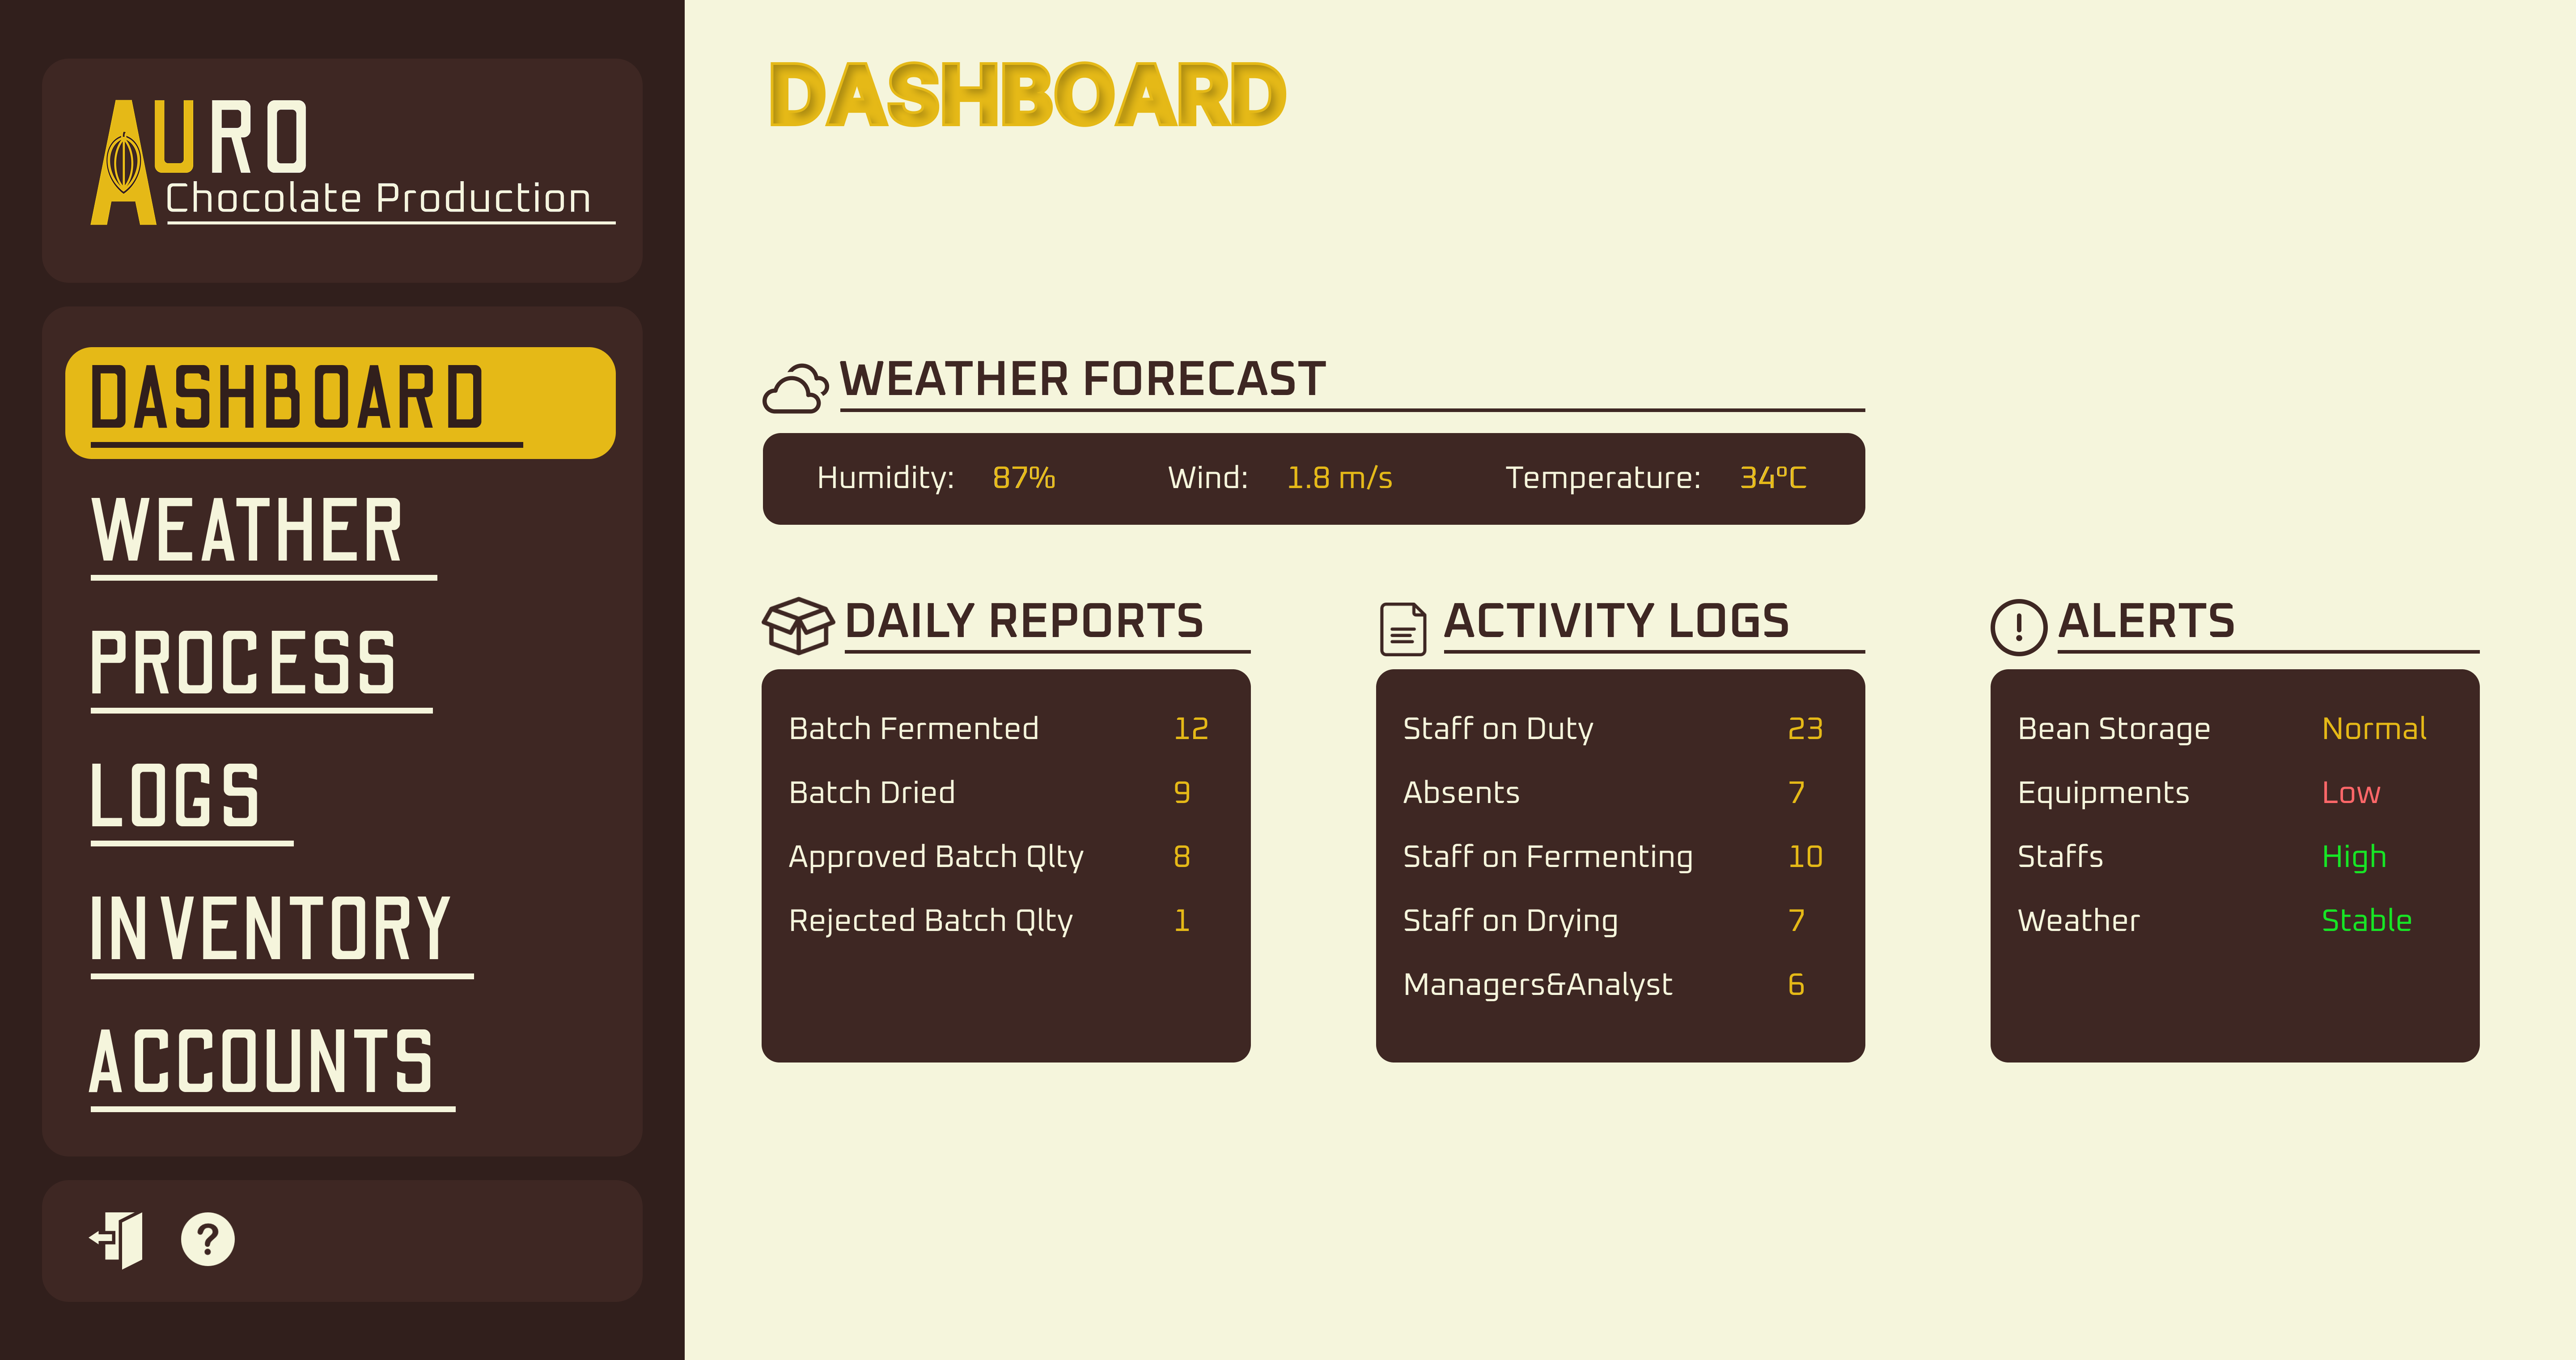 AURO
Chocolate Production
DASHBOARD
WEATHER
PROCESS
LOGS
INVENTORY
ACCOUNTS
?
DASHBOARD
WEATHER FORECAST
Humidity: 87% Wind: 1.8 m/s Temperature: 34ºC
DAILY REPORTS
Batch Fermented 12
Batch Dried 9
Approved Batch Qlty 8
Rejected Batch Qlty 1
ACTIVITY LOGS
Staff on Duty 23
Absents 7
Staff on Fermenting 10
Staff on Drying 7
Managers&Analyst 6
! ALERTS
Bean Storage Normal
Equipments Low
Staffs High
Weather Stable